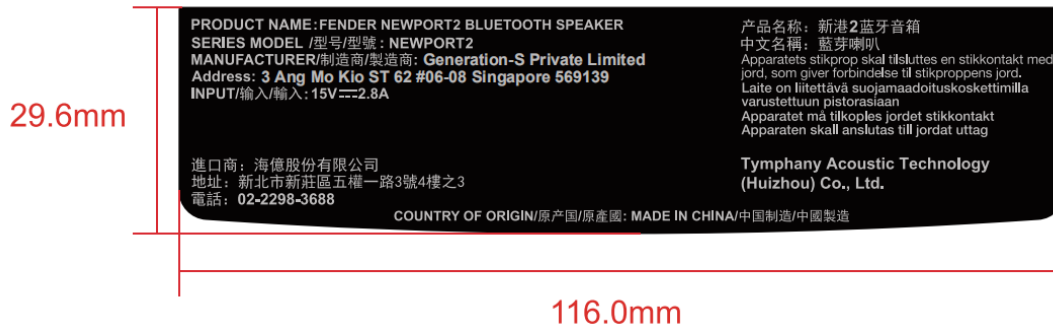 PRODUCT NAME:FENDER NEWPORT2 BLUETOOTH SPEAKER
SERIES MODEL /型号/型號 : NEWPORT2
MANUFACTURER/制造商/製造商: Generation-S Private Limited
Address: 3 Ang Mo Kio ST 62 #06-08 Singapore 569139
INPUT/输入/輸入: 15V⎓2.8A
進口商：海億股份有限公司
地址：新北市新莊區五權一路3號4樓之3
電話：02-2298-3688
产品名称：新港2蓝牙音箱
中文名稱：藍芽喇叭
Apparatets stikprop skal tilsluttes en stikkontakt med
jord, som giver forbindelse til stikproppens jord.
Laite on liitettävä suojamaadoituskoskettimilla
varustettuun pistorasiaan
Apparatet må tilkoples jordet stikkontakt
Apparaten skall anslutas till jordat uttag
Tymphany Acoustic Technology
(Huizhou) Co., Ltd.
COUNTRY OF ORIGIN/原产国/原產國: MADE IN CHINA/中国制造/中國製造
29.6mm
116.0mm